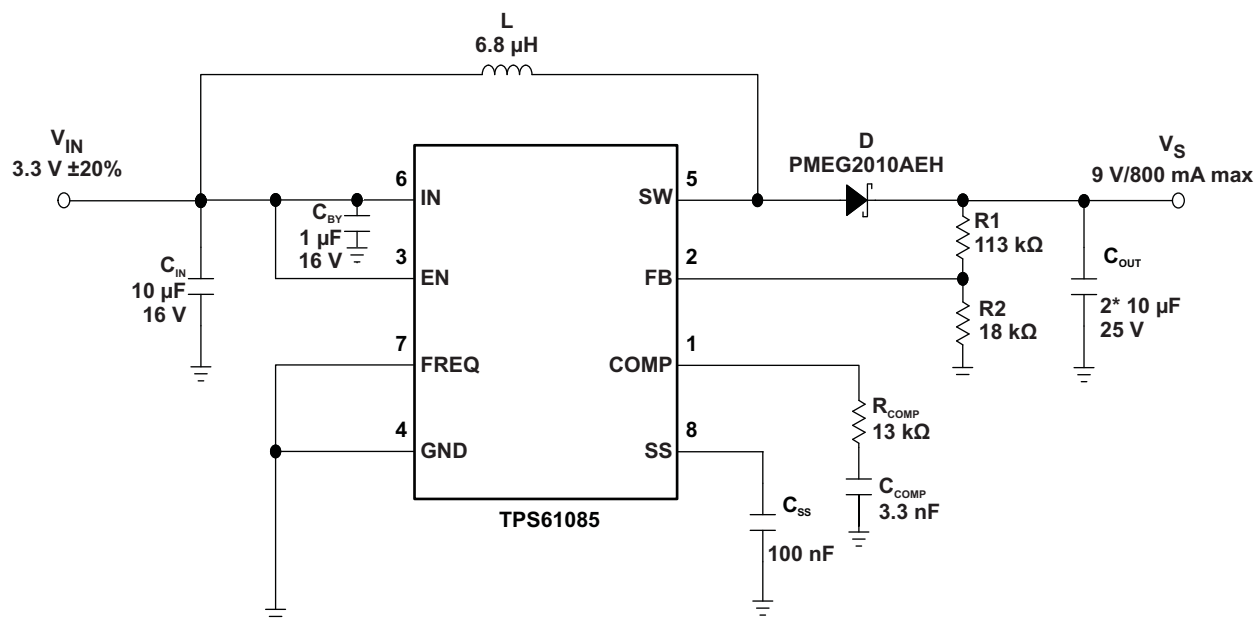 L
6.8 µH
V_IN
3.3 V ±20%
D
PMEG2010AEH
V_S
9 V/800 mA max
6
IN
SW
5
C_BY
1 µF
16 V
R1
113 kΩ
C_IN
10 µF
16 V
3
EN
FB
2
C_OUT
2* 10 µF
25 V
R2
18 kΩ
7
FREQ
COMP
1
R_COMP
13 kΩ
4
GND
SS
8
C_COMP
3.3 nF
C_SS
100 nF
TPS61085